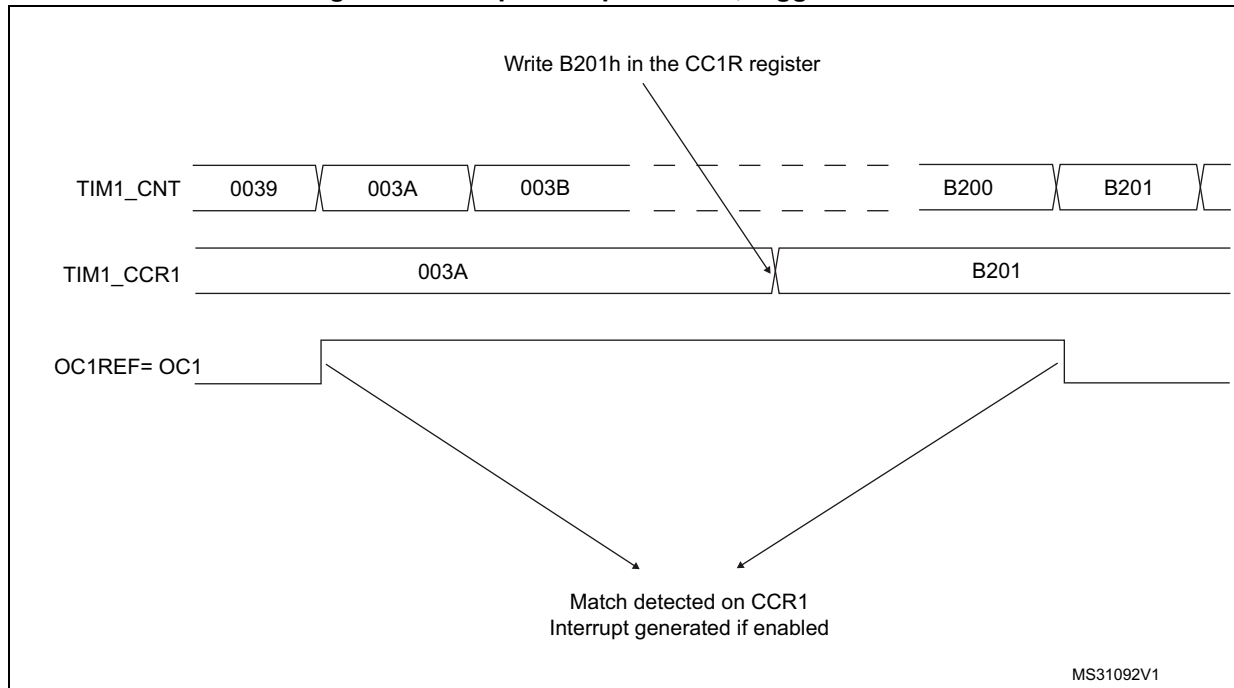 Write B201h in the CC1R register
TIM1_CNT 0039 003A 003B B200 B201
TIM1_CCR1 003A B201
OC1REF= OC1
Match detected on CCR1
Interrupt generated if enabled
MS31092V1